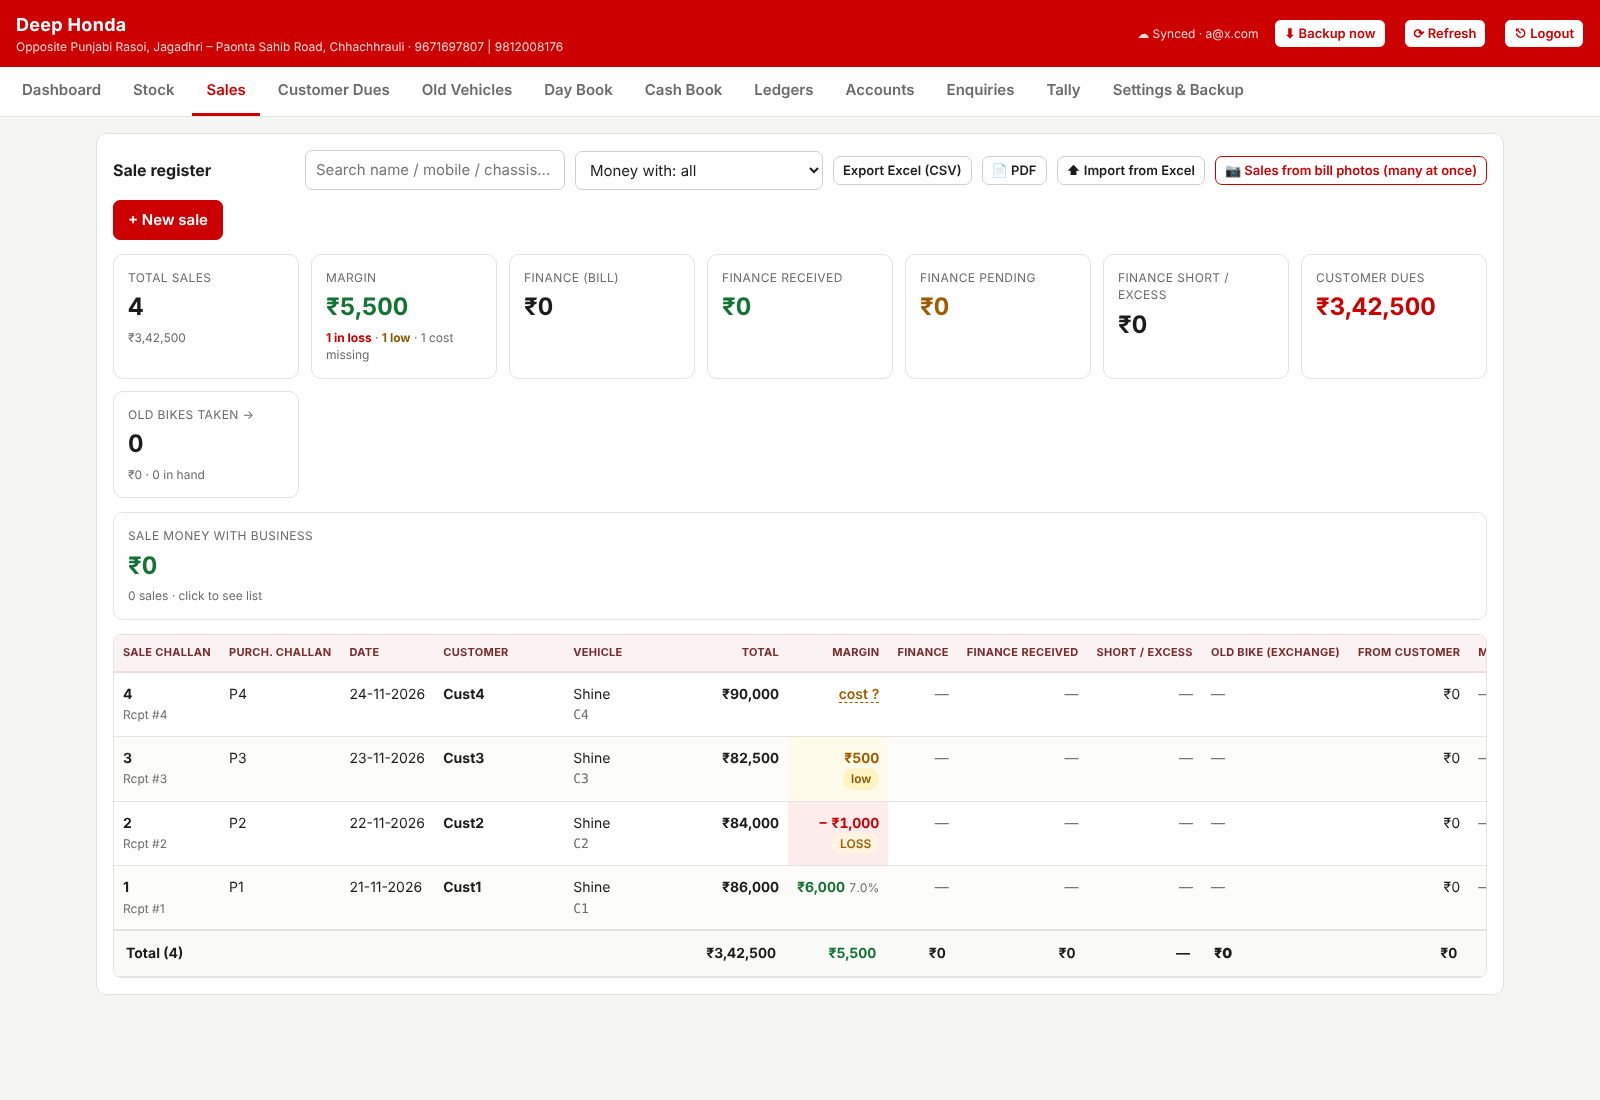 Deep Honda
Opposite Punjabi Rasoi, Jagadhri – Paonta Sahib Road, Chhachhrauli · 9671697807 | 9812008176
☁ Synced · a@x.com
⬇ Backup now
⟳ Refresh
⎋ Logout
Dashboard Stock Sales Customer Dues Old Vehicles Day Book Cash Book Ledgers Accounts Enquiries Tally Settings & Backup
Sale register
Search name / mobile / chassis...
Money with: all
Export Excel (CSV)
📄 PDF
⬆ Import from Excel
📷 Sales from bill photos (many at once)
+ New sale
TOTAL SALES
4
₹3,42,500
MARGIN
₹5,500
1 in loss · 1 low · 1 cost
missing
FINANCE (BILL)
₹0
FINANCE RECEIVED
₹0
FINANCE PENDING
₹0
FINANCE SHORT /
EXCESS
₹0
CUSTOMER DUES
₹3,42,500
OLD BIKES TAKEN →
0
₹0 · 0 in hand
SALE MONEY WITH BUSINESS
₹0
0 sales · click to see list
SALE CHALLAN PURCH. CHALLAN DATE CUSTOMER VEHICLE TOTAL MARGIN FINANCE FINANCE RECEIVED SHORT / EXCESS OLD BIKE (EXCHANGE) FROM CUSTOMER
4 P4 24-11-2026 Cust4 Shine ₹90,000 cost ? — — — — ₹0 —
Rcpt #4 C4
3 P3 23-11-2026 Cust3 Shine ₹82,500 ₹500 — — — — ₹0 —
Rcpt #3 C3 low
2 P2 22-11-2026 Cust2 Shine ₹84,000 − ₹1,000 — — — — ₹0 —
Rcpt #2 C2 LOSS
1 P1 21-11-2026 Cust1 Shine ₹86,000 ₹6,000 7.0% — — — — ₹0 —
Rcpt #1 C1
Total (4) ₹3,42,500 ₹5,500 ₹0 ₹0 — ₹0 ₹0